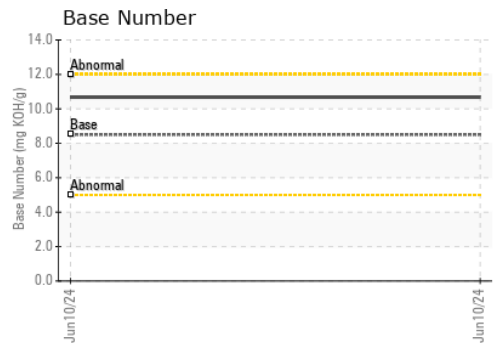 Base Number
14.0
Abnormal
12.0
10.0
Base
8.0
6.0
Abnormal
4.0
2.0
0.0
Base Number (mg KOH/g)
Jun10/24
Jun10/24